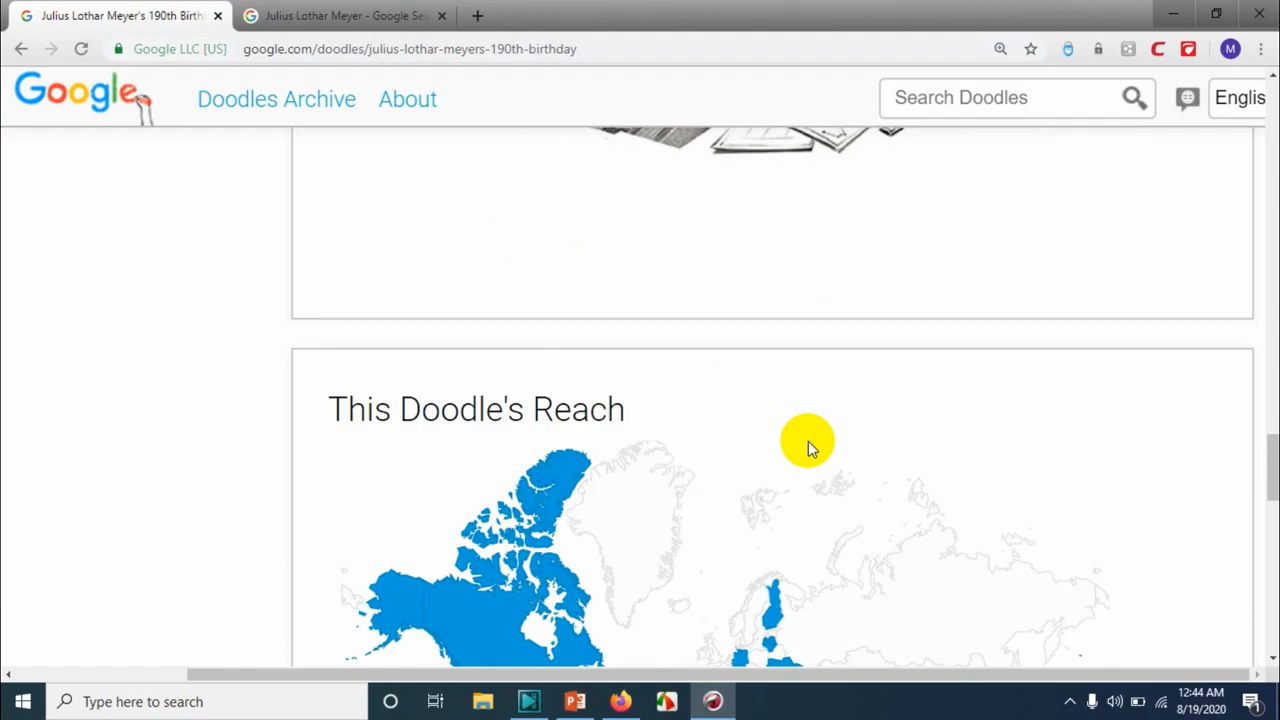 Julius Lothar Meyer's 190th Birth
Julius Lothar Meyer - Google Sea
Google LLC [US]
google.com/doodles/julius-lothar-meyers-190th-birthday
M
Google
Doodles Archive
About
Search Doodles
Englis
This Doodle's Reach
Type here to search
12:44 AM
8/19/2020
1